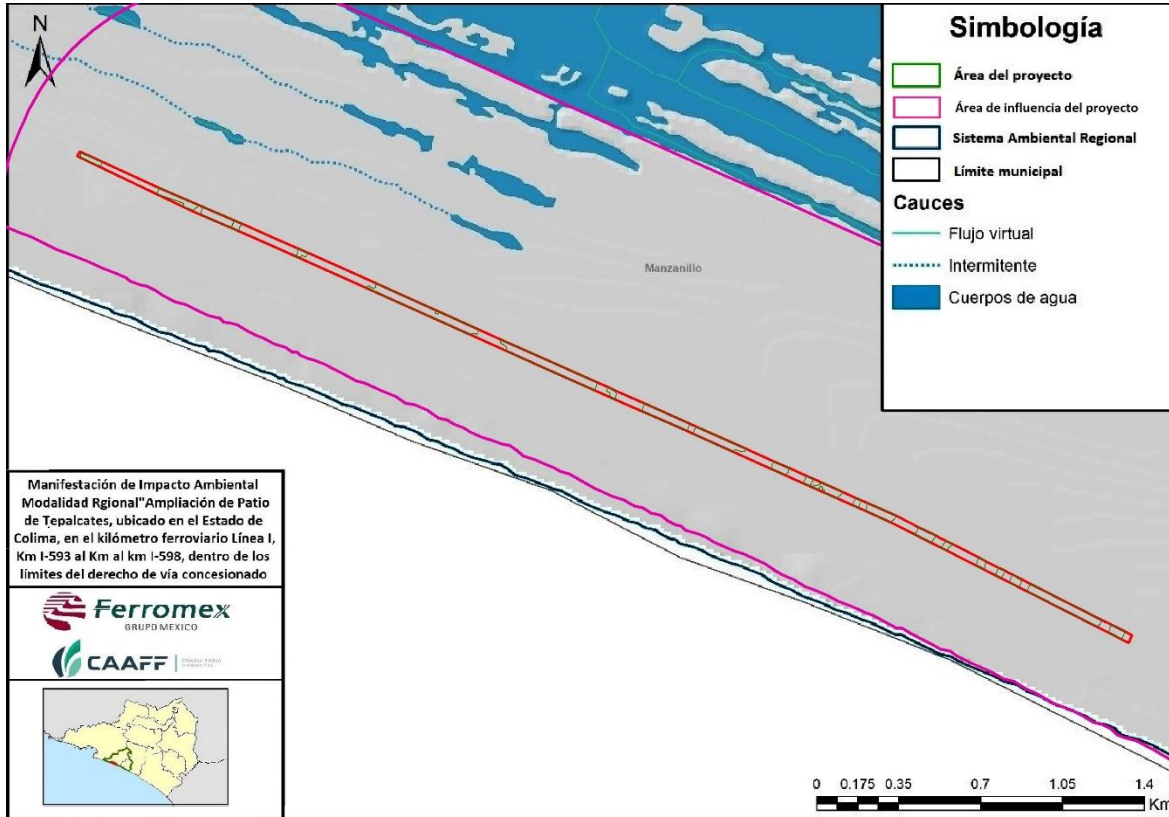 N
Manzanillo
Simbología
Área del proyecto
Área de influencia del proyecto
Sistema Ambiental Regional
Límite municipal
Cauces
Flujo virtual
Intermitente
Cuerpos de agua
Manifestación de Impacto Ambiental
Modalidad Rgional"Ampliación de Patio
de Tepalcates, ubicado en el Estado de
Colima, en el kilómetro ferroviario Línea I,
Km I-593 al Km al km I-598, dentro de los
límites del derecho de vía concesionado
Ferromex
GRUPO MEXICO
CAAFF CONSULTORIA
AMBIENTAL
0 0.175 0.35 0.7 1.05 1.4
Km